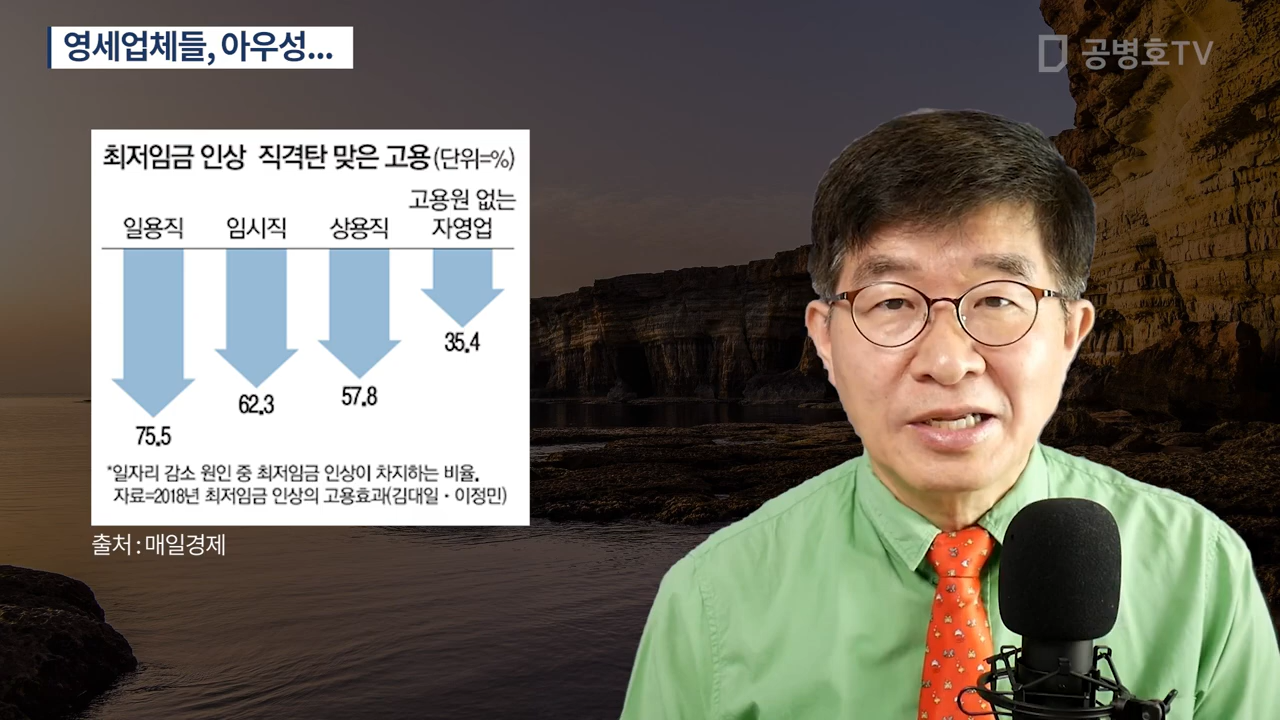 영세업체들, 아우성...
공병호TV
최저임금 인상 직격탄 맞은 고용(단위=%)
일용직
임시직
상용직
고용원 없는
자영업
75.5
62.3
57.8
35.4
*일자리 감소 원인 중 최저임금 인상이 차지하는 비율.
자료=2018년 최저임금 인상의 고용효과(김대일·이정민)
출처 : 매일경제